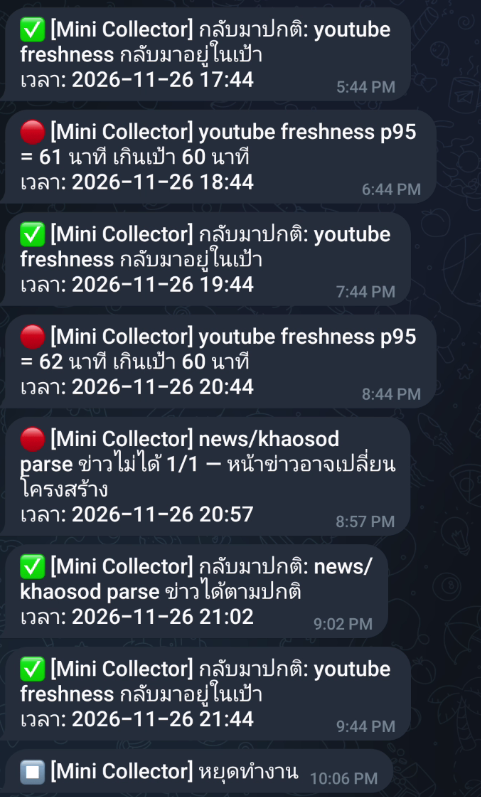 ✅ [Mini Collector] กลับมาปกติ: youtube
freshness กลับมาอยู่ในเป้า
เวลา: 2026-11-26 17:44
5:44 PM
🔴 [Mini Collector] youtube freshness p95
= 61 นาที เกินเป้า 60 นาที
เวลา: 2026-11-26 18:44
6:44 PM
✅ [Mini Collector] กลับมาปกติ: youtube
freshness กลับมาอยู่ในเป้า
เวลา: 2026-11-26 19:44
7:44 PM
🔴 [Mini Collector] youtube freshness p95
= 62 นาที เกินเป้า 60 นาที
เวลา: 2026-11-26 20:44
8:44 PM
🔴 [Mini Collector] news/khaosod
parse ข่าวไม่ได้ 1/1 — หน้าข่าวอาจเปลี่ยน
โครงสร้าง
เวลา: 2026-11-26 20:57
8:57 PM
✅ [Mini Collector] กลับมาปกติ: news/
khaosod parse ข่าวได้ตามปกติ
เวลา: 2026-11-26 21:02
9:02 PM
✅ [Mini Collector] กลับมาปกติ: youtube
freshness กลับมาอยู่ในเป้า
เวลา: 2026-11-26 21:44
9:44 PM
⏹️ [Mini Collector] หยุดทำงาน
10:06 PM